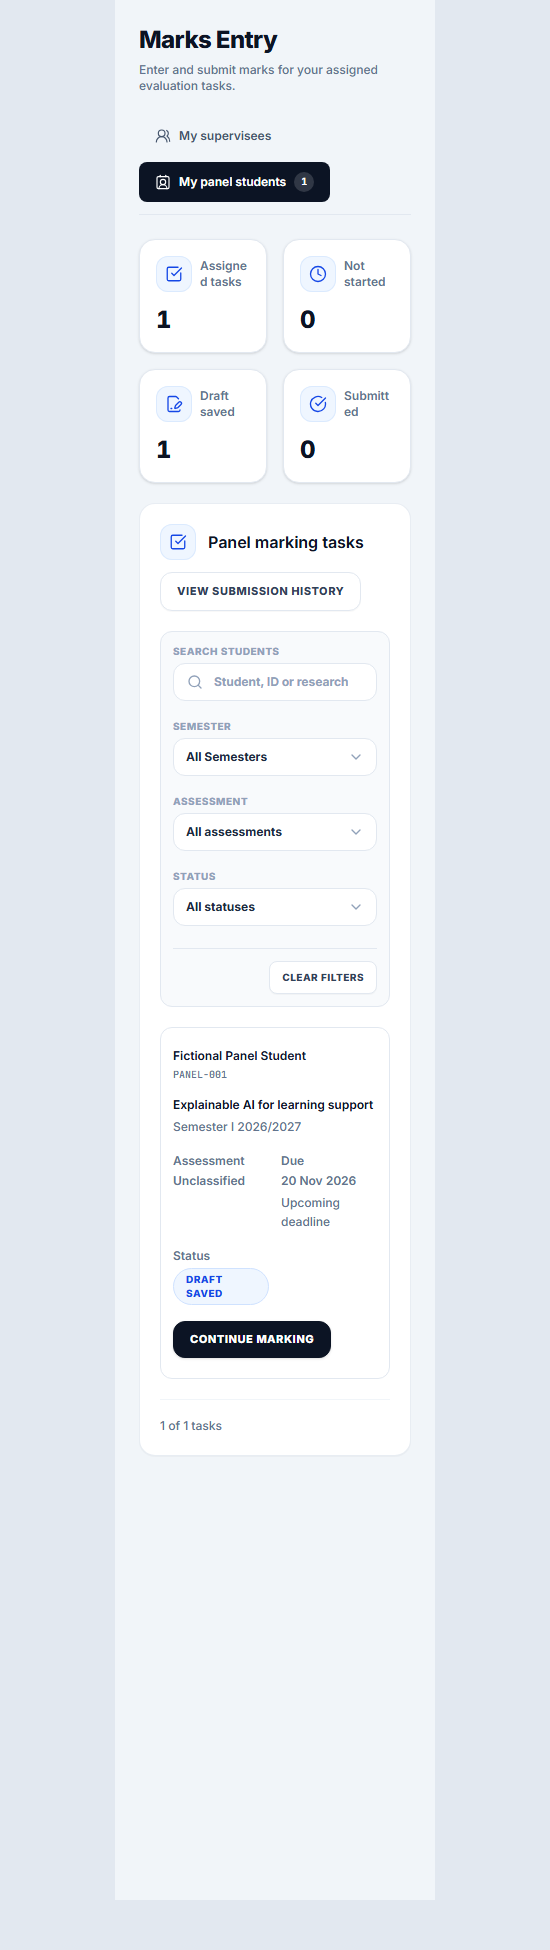 Marks Entry
Enter and submit marks for your assigned
evaluation tasks.
My supervisees
My panel students 1
Assigne
d tasks
1
Not
started
0
Draft
saved
1
Submitt
ed
0
Panel marking tasks
VIEW SUBMISSION HISTORY
SEARCH STUDENTS
Student, ID or research
SEMESTER
All Semesters
ASSESSMENT
All assessments
STATUS
All statuses
CLEAR FILTERS
Fictional Panel Student
PANEL-001
Explainable AI for learning support
Semester I 2026/2027
Assessment
Unclassified
Due
20 Nov 2026
Upcoming
deadline
Status
DRAFT
SAVED
CONTINUE MARKING
1 of 1 tasks